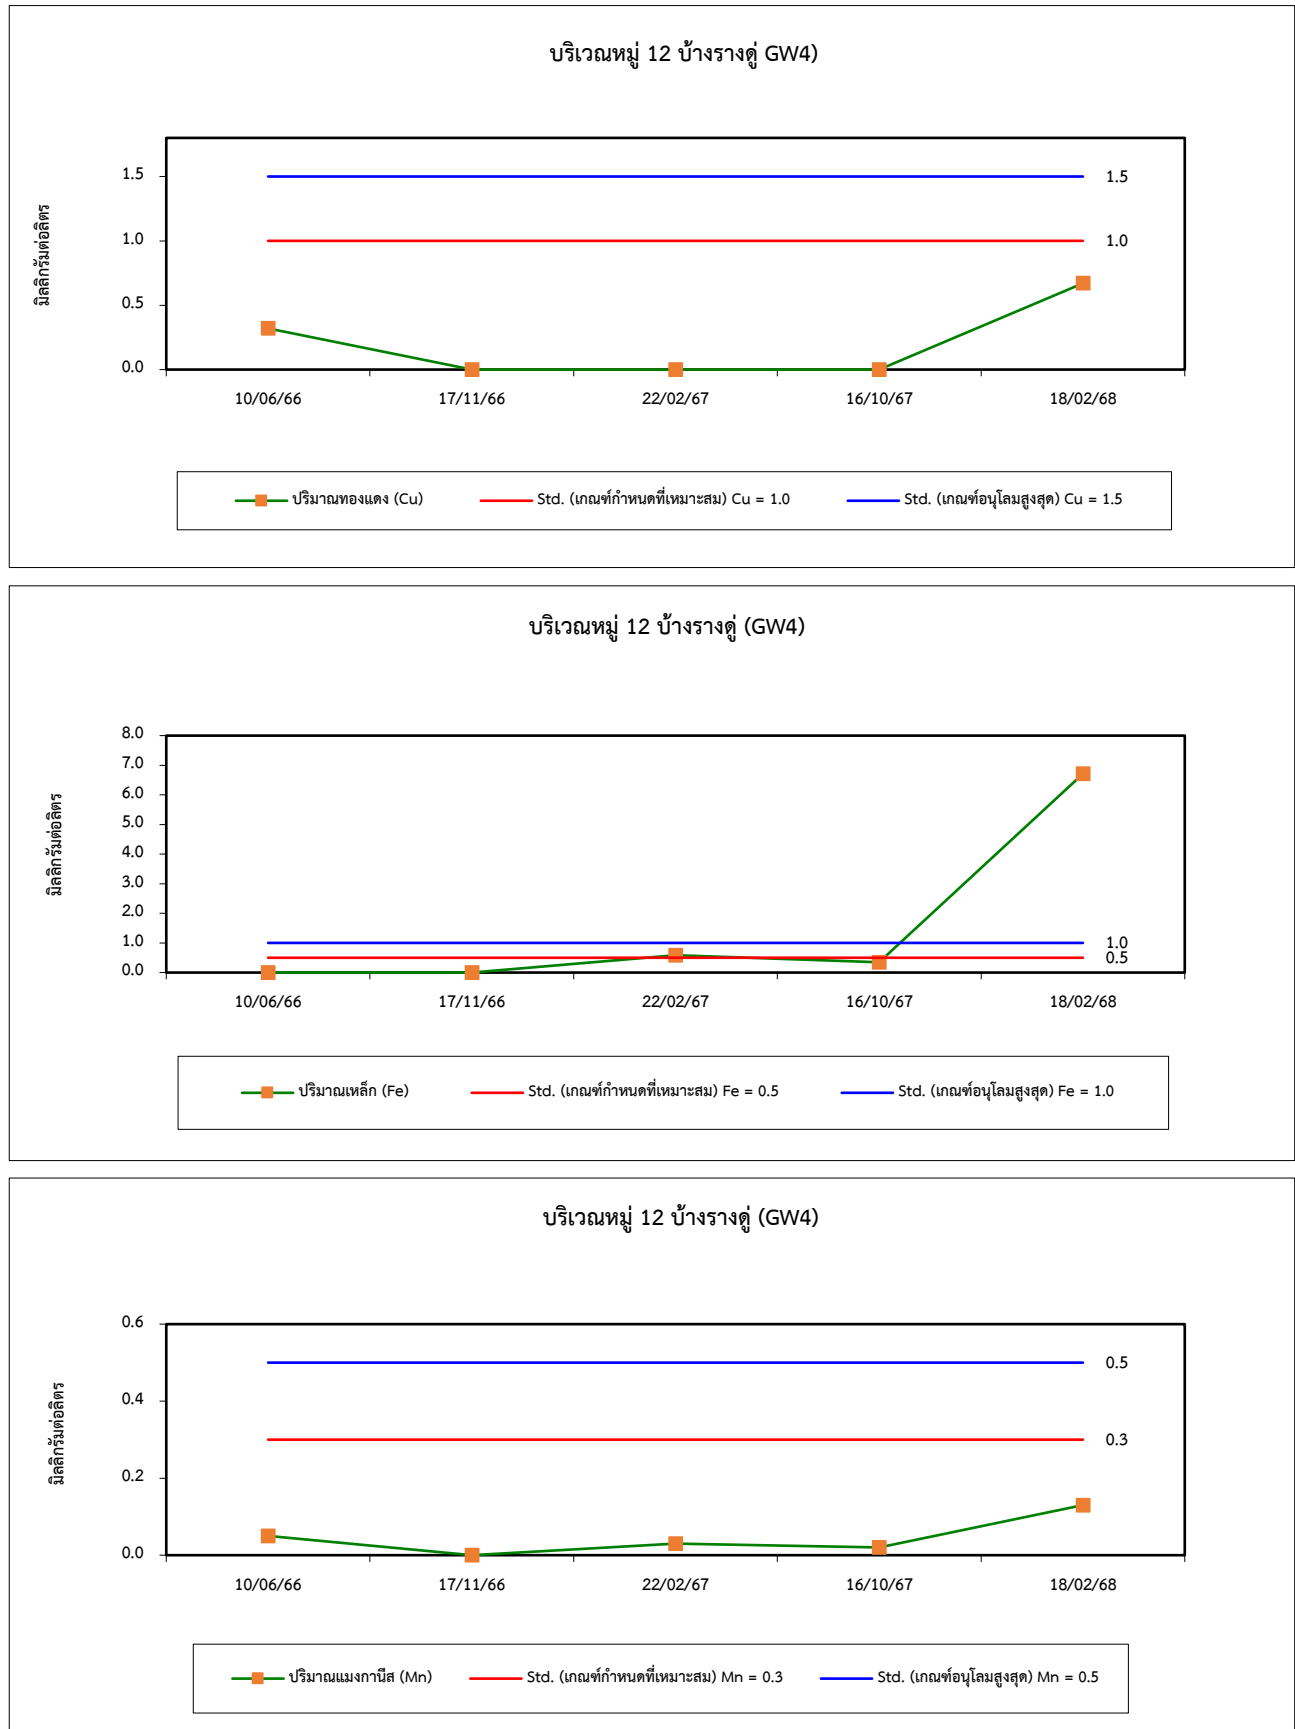 บริเวณหมู่ 12 บ้างรางดู่ GW4)
มิลลิกรัมต่อลิตร
1.5
1.0
0.5
0.0
1.5
1.0
10/06/66 17/11/66 22/02/67 16/10/67 18/02/68
ปริมาณทองแดง (Cu) Std. (เกณฑ์กำหนดที่เหมาะสม) Cu = 1.0 Std. (เกณฑ์อนุโลมสูงสุด) Cu = 1.5
บริเวณหมู่ 12 บ้างรางดู่ (GW4)
มิลลิกรัมต่อลิตร
8.0
7.0
6.0
5.0
4.0
3.0
2.0
1.0
0.0
1.0
0.5
10/06/66 17/11/66 22/02/67 16/10/67 18/02/68
ปริมาณเหล็ก (Fe) Std. (เกณฑ์กำหนดที่เหมาะสม) Fe = 0.5 Std. (เกณฑ์อนุโลมสูงสุด) Fe = 1.0
บริเวณหมู่ 12 บ้างรางดู่ (GW4)
มิลลิกรัมต่อลิตร
0.6
0.4
0.2
0.0
0.5
0.3
10/06/66 17/11/66 22/02/67 16/10/67 18/02/68
ปริมาณแมงกานีส (Mn) Std. (เกณฑ์กำหนดที่เหมาะสม) Mn = 0.3 Std. (เกณฑ์อนุโลมสูงสุด) Mn = 0.5